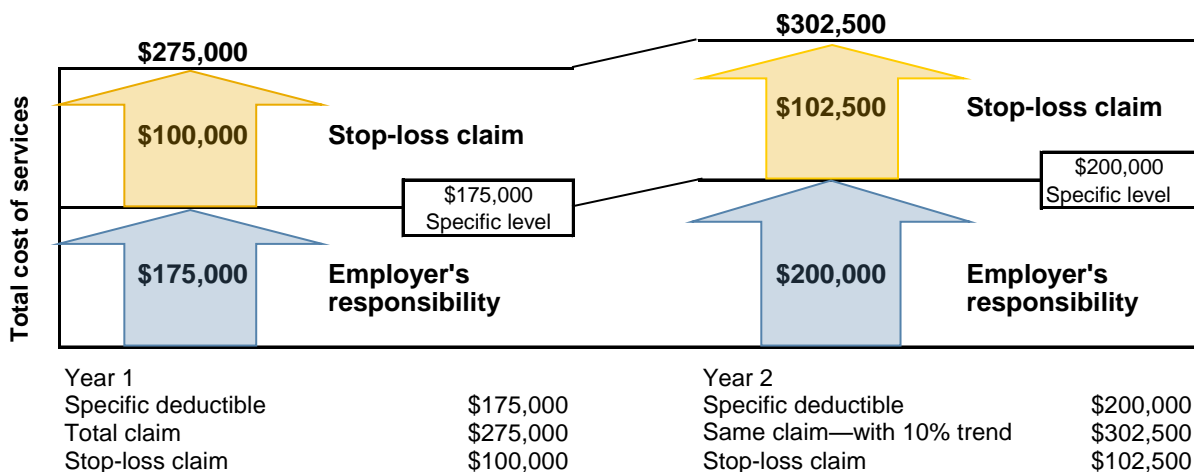 $275,000
$302,500
Total cost of services
$100,000
Stop-loss claim
$102,500
Stop-loss claim
$175,000
Specific level
$200,000
Specific level
$175,000
Employer's
responsibility
$200,000
Employer's
responsibility
Year 1
Specific deductible $175,000
Total claim $275,000
Stop-loss claim $100,000
Year 2
Specific deductible $200,000
Same claim—with 10% trend $302,500
Stop-loss claim $102,500